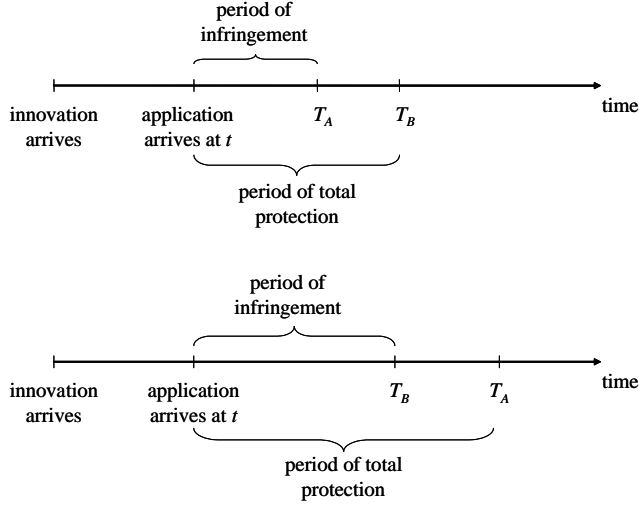 period of
infringement
time
innovation
arrives
application
arrives at t
T_A
T_B
period of total
protection
period of
infringement
time
innovation
arrives
application
arrives at t
T_B
T_A
period of total
protection